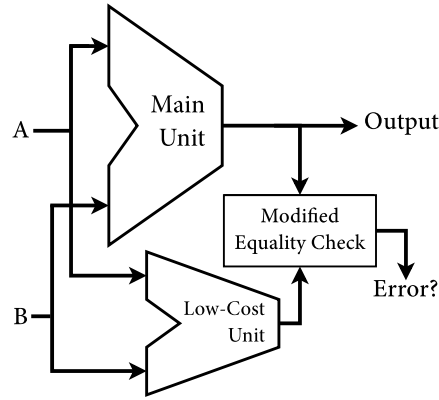 A
B
Main
Unit
Output
Modified
Equality Check
Low-Cost
Unit
Error?